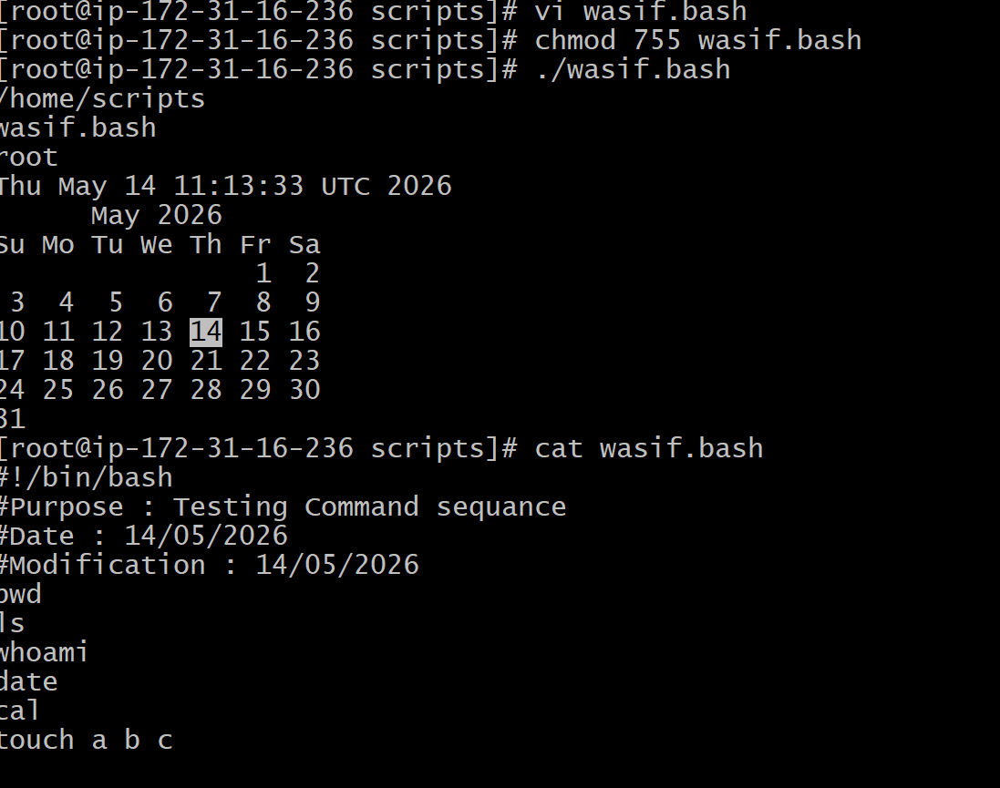 [root@ip-172-31-16-236 scripts]# vi wasif.bash
[root@ip-172-31-16-236 scripts]# chmod 755 wasif.bash
[root@ip-172-31-16-236 scripts]# ./wasif.bash
/home/scripts
wasif.bash
root
Thu May 14 11:13:33 UTC 2026
      May 2026
Su Mo Tu We Th Fr Sa
                1  2
 3  4  5  6  7  8  9
10 11 12 13 14 15 16
17 18 19 20 21 22 23
24 25 26 27 28 29 30
31
[root@ip-172-31-16-236 scripts]# cat wasif.bash
#!/bin/bash
#Purpose : Testing Command sequance
#Date : 14/05/2026
#Modification : 14/05/2026
pwd
ls
whoami
date
cal
touch a b c